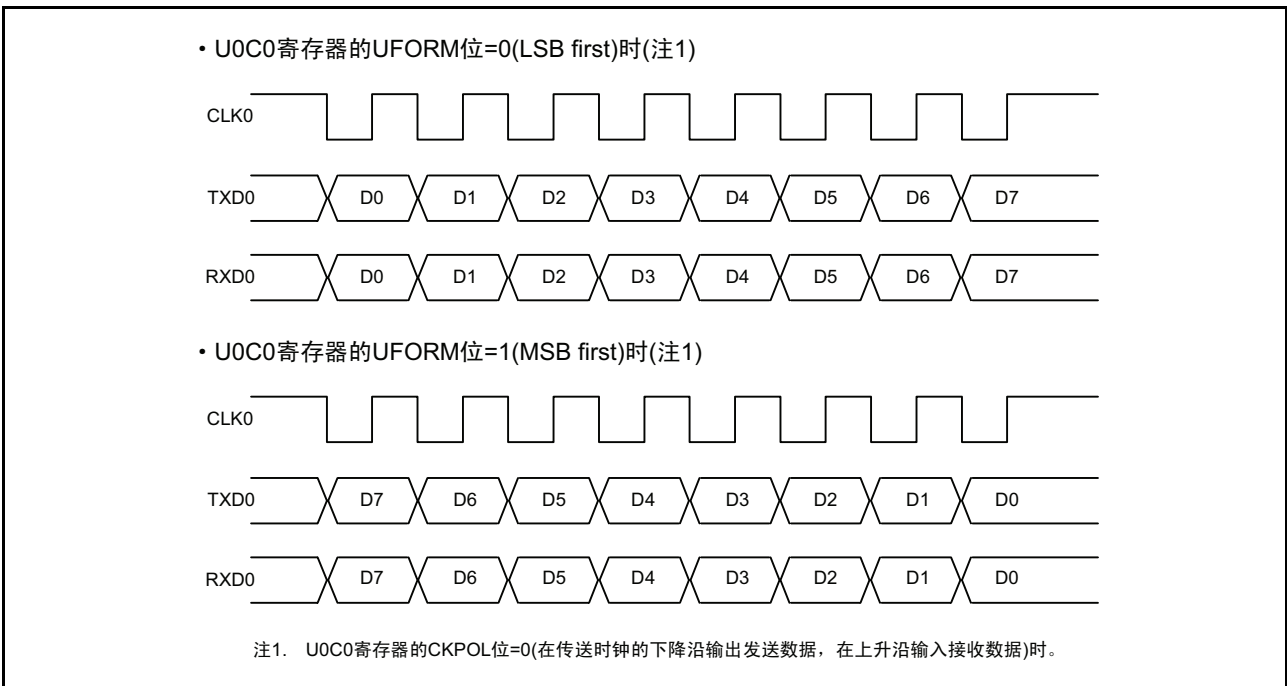 ・U0C0寄存器的UFORM位=0(LSB first)时(注1)
CLK0
TXD0 D0 D1 D2 D3 D4 D5 D6 D7
RXD0 D0 D1 D2 D3 D4 D5 D6 D7
・U0C0寄存器的UFORM位=1(MSB first)时(注1)
CLK0
TXD0 D7 D6 D5 D4 D3 D2 D1 D0
RXD0 D7 D6 D5 D4 D3 D2 D1 D0
注1. U0C0寄存器的CKPOL位=0(在传送时钟的下降沿输出发送数据，在上升沿输入接收数据)时。